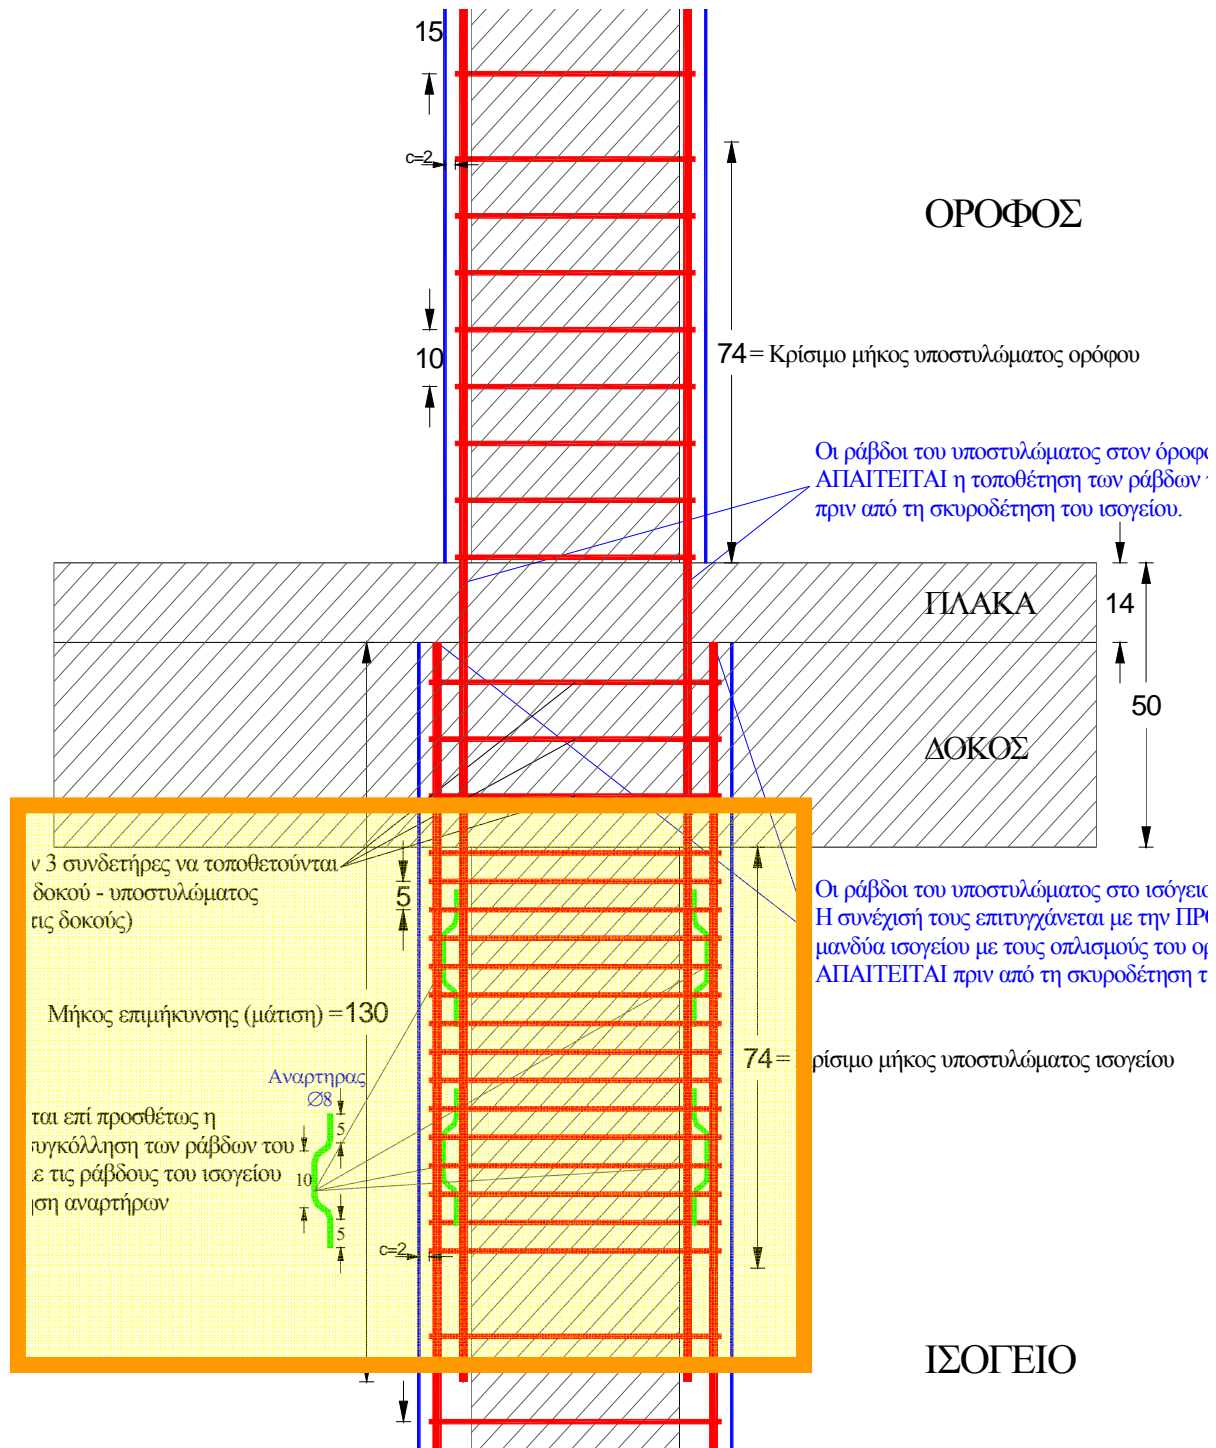 15
c=2
ΟΡΟΦΟΣ
10
74= Κρίσιμο μήκος υποστυλώματος ορόφου
Οι ράβδοι του υποστυλώματος στον
ΑΠΑΙΤΕΙΤΑΙ η τοποθέτηση των ράβδων
πριν από τη σκυροδέτηση του ισογείου.
ΠΛΑΚΑ
14
50
ΔΟΚΟΣ
3 συνδετήρες να τοποθετούνται
δοκού - υποστυλώματος
τις δοκούς)
5
Οι ράβδοι του υποστυλώματος στο
Η συνέχισή τους επιτυγχάνεται με την
μανδύα ισογείου με τους οπλισμούς του
ΑΠΑΙΤΕΙΤΑΙ πριν από τη σκυροδέτηση
Μήκος επιμήκυνσης (μάτιση) =130
74= ρίσιμο μήκος υποστυλώματος ισογείου
Αναρτηρας
∅8
ται επί προσθέτως η
υγκόλληση των ράβδων του
ε τις ράβδους του ισογείου
ση αναρτήρων
5
10
5
c=2
ΙΣΟΓΕΙΟ